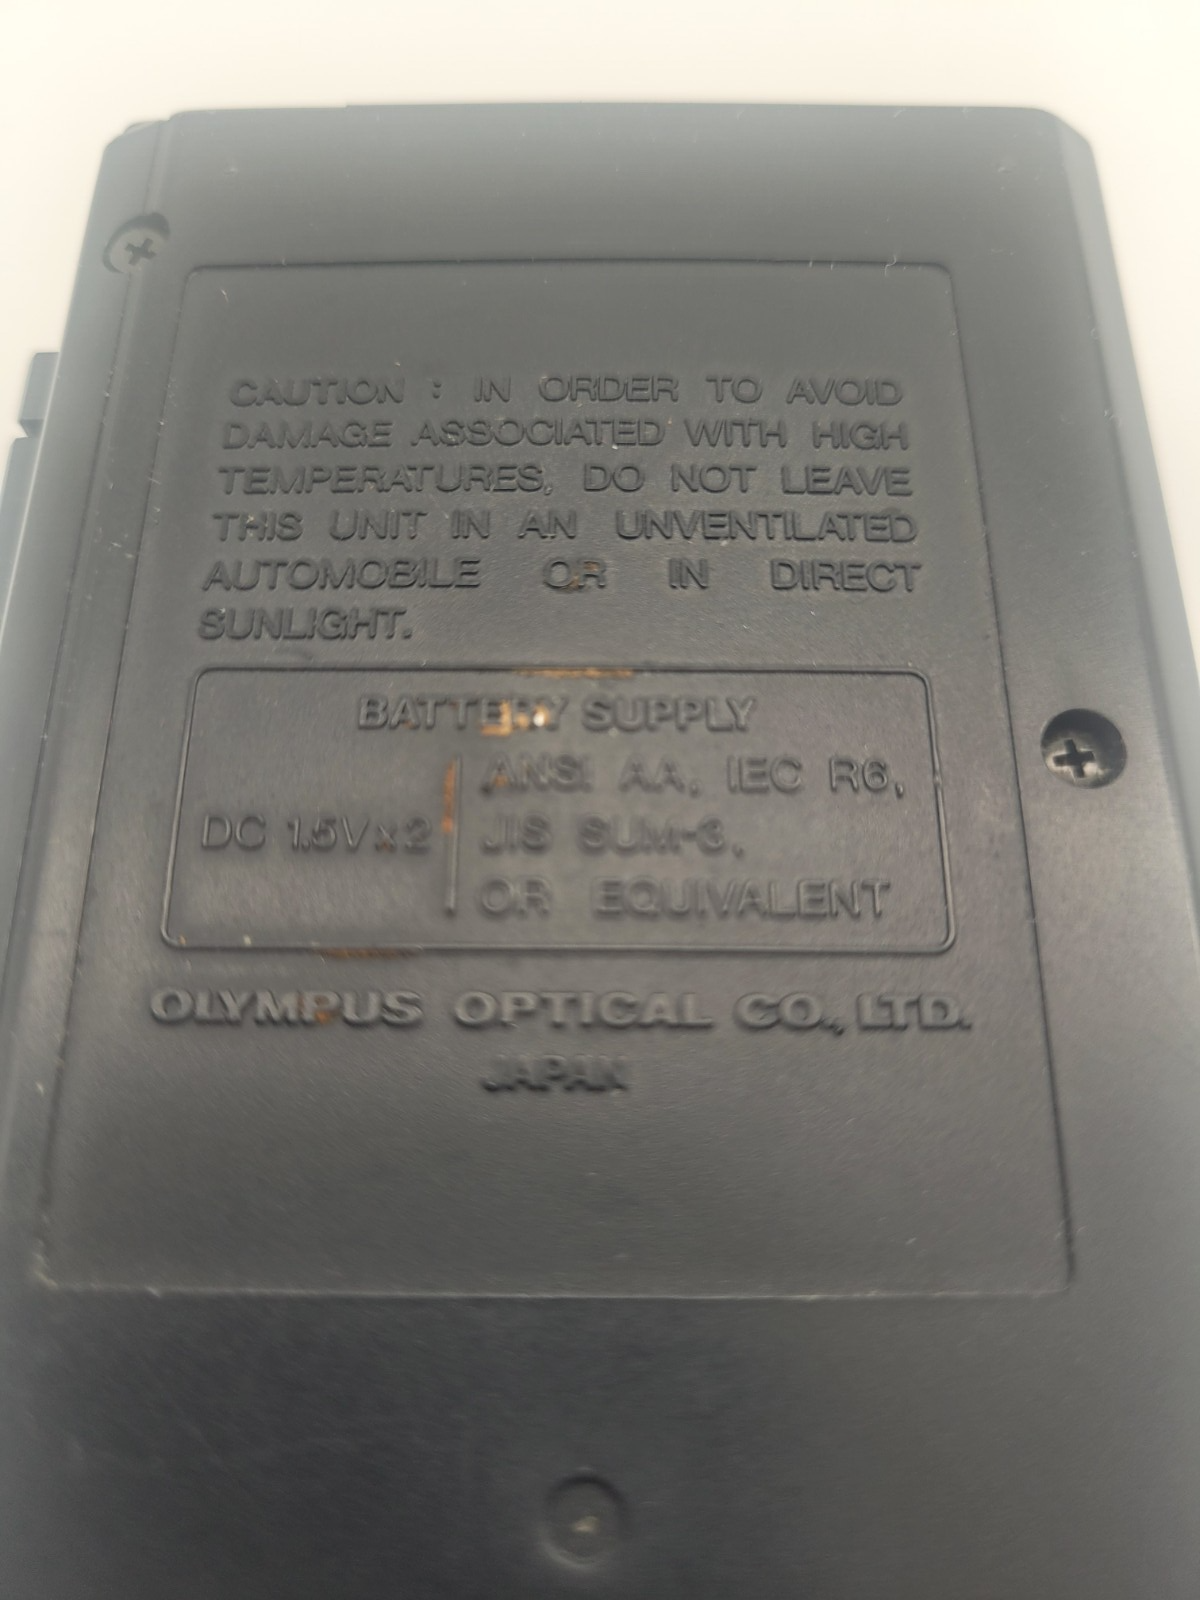 CAUTION : IN ORDER TO AVOID
DAMAGE ASSOCIATED WITH HIGH
TEMPERATURES, DO NOT LEAVE
THIS UNIT IN AN UNVENTILATED
AUTOMOBILE OR IN DIRECT
SUNLIGHT.
BATTERY SUPPLY
DC 1.5V x 2
ANSI AA, IEC R6,
JIS SUM-3,
OR EQUIVALENT
OLYMPUS OPTICAL CO., LTD.
JAPAN